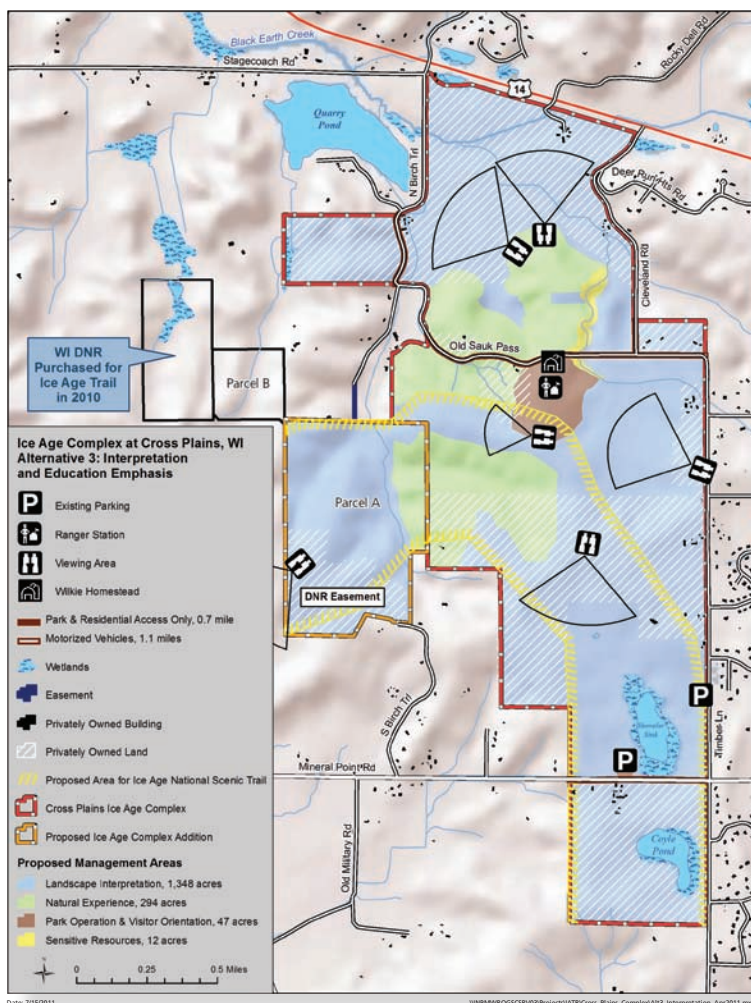 Black Earth Creek
Stagecoach Rd
Rocky Dell Rd
14
Quarry
Pond
N Birch Trl
Deer Run Hts Rd
Cleveland Rd
WI DNR
Purchased for
Ice Age Trail
in 2010
Old Sauk Pass
Parcel B
Parcel A
DNR Easement
S Birch Trl
Mineral Point Rd
Timber Ln
Old Military Rd
Coyle
Pond
P
P
Ice Age Complex at Cross Plains, WI
Alternative 3: Interpretation
and Education Emphasis
P Existing Parking
Ranger Station
Viewing Area
Wilkie Homestead
Park & Residential Access Only, 0.7 mile
Motorized Vehicles, 1.1 miles
Wetlands
Easement
Privately Owned Building
Privately Owned Land
Proposed Area for Ice Age National Scenic Trail
Cross Plains Ice Age Complex
Proposed Ice Age Complex Addition
Proposed Management Areas
Landscape Interpretation, 1,348 acres
Natural Experience, 294 acres
Park Operation & Visitor Orientation, 47 acres
Sensitive Resources, 12 acres
0 0.25 0.5 Miles
Date: 7/15/2011